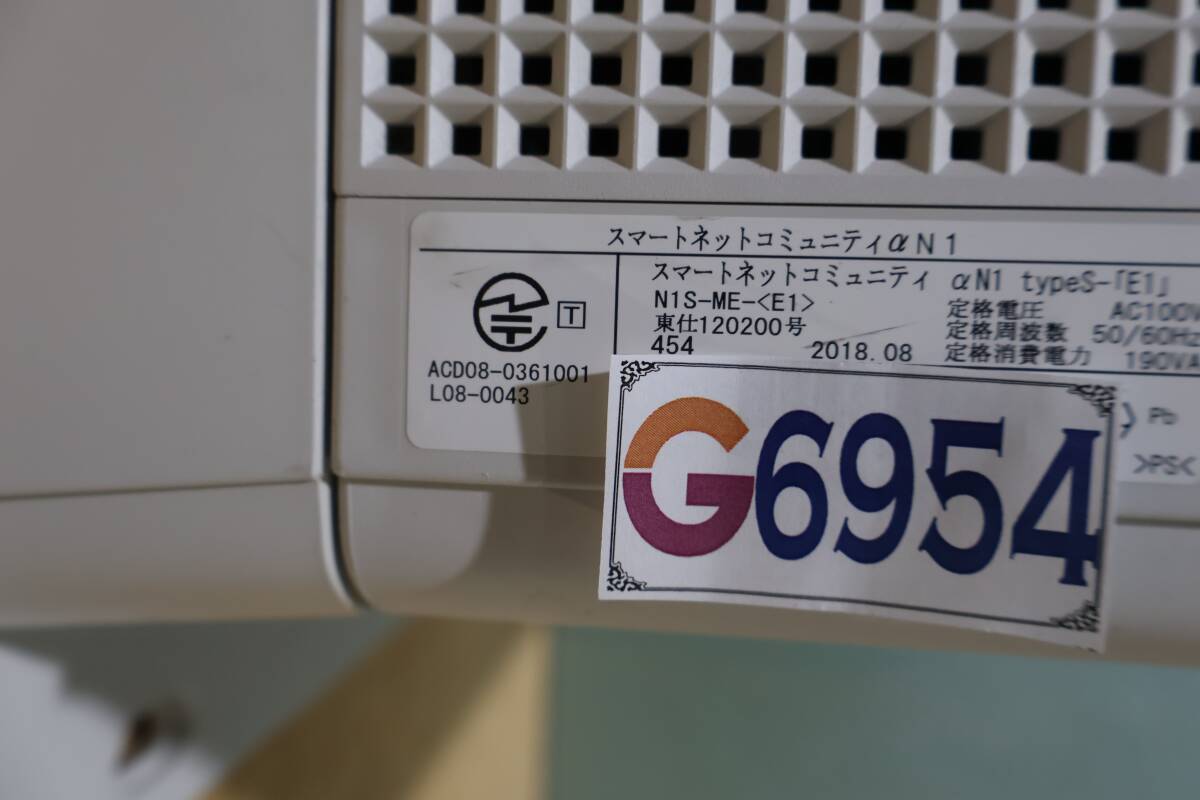 スマートネットコミュニティαN1
スマートネットコミュニティ αN1 typeS-「E1」
N1S-ME-<E1>
定格電圧 AC100V
東仕120200号
定格周波数 50/60Hz
454
2018.08
定格消費電力 190VA
T
ACD08-0361001
L08-0043
Pb
>PS<
G6954